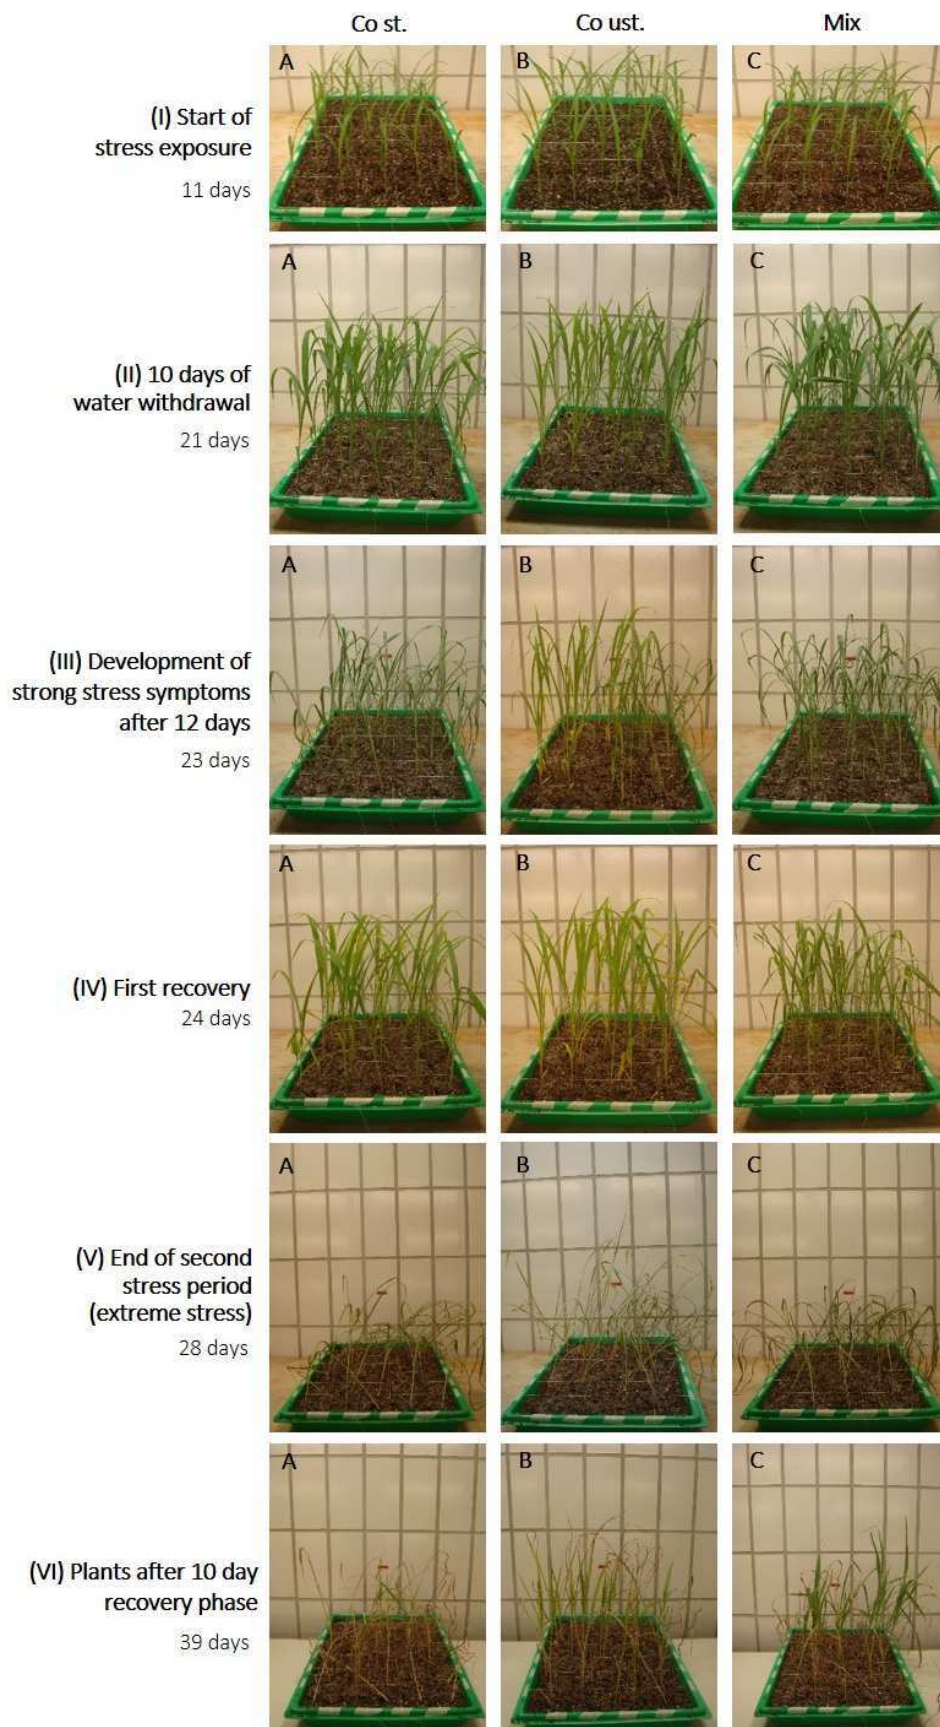 Co st.
Co ust.
Mix
A
B
C
(I) Start of
stress exposure
11 days
A
B
C
(II) 10 days of
water withdrawal
21 days
A
B
C
(III) Development of
strong stress symptoms
after 12 days
23 days
A
B
C
(IV) First recovery
24 days
A
B
C
(V) End of second
stress period
(extreme stress)
28 days
A
B
C
(VI) Plants after 10 day
recovery phase
39 days